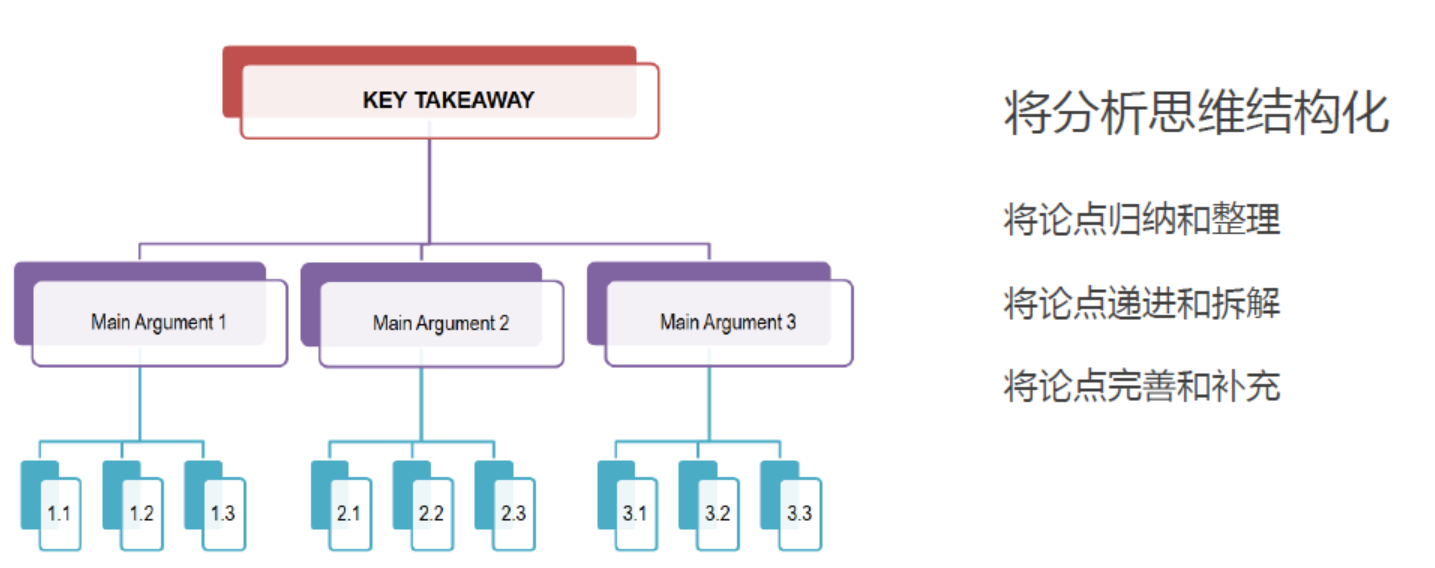 KEY TAKEAWAY
Main Argument 1
Main Argument 2
Main Argument 3
1.1
1.2
1.3
2.1
2.2
2.3
3.1
3.2
3.3
将分析思维结构化
将论点归纳和整理
将论点递进和拆解
将论点完善和补充